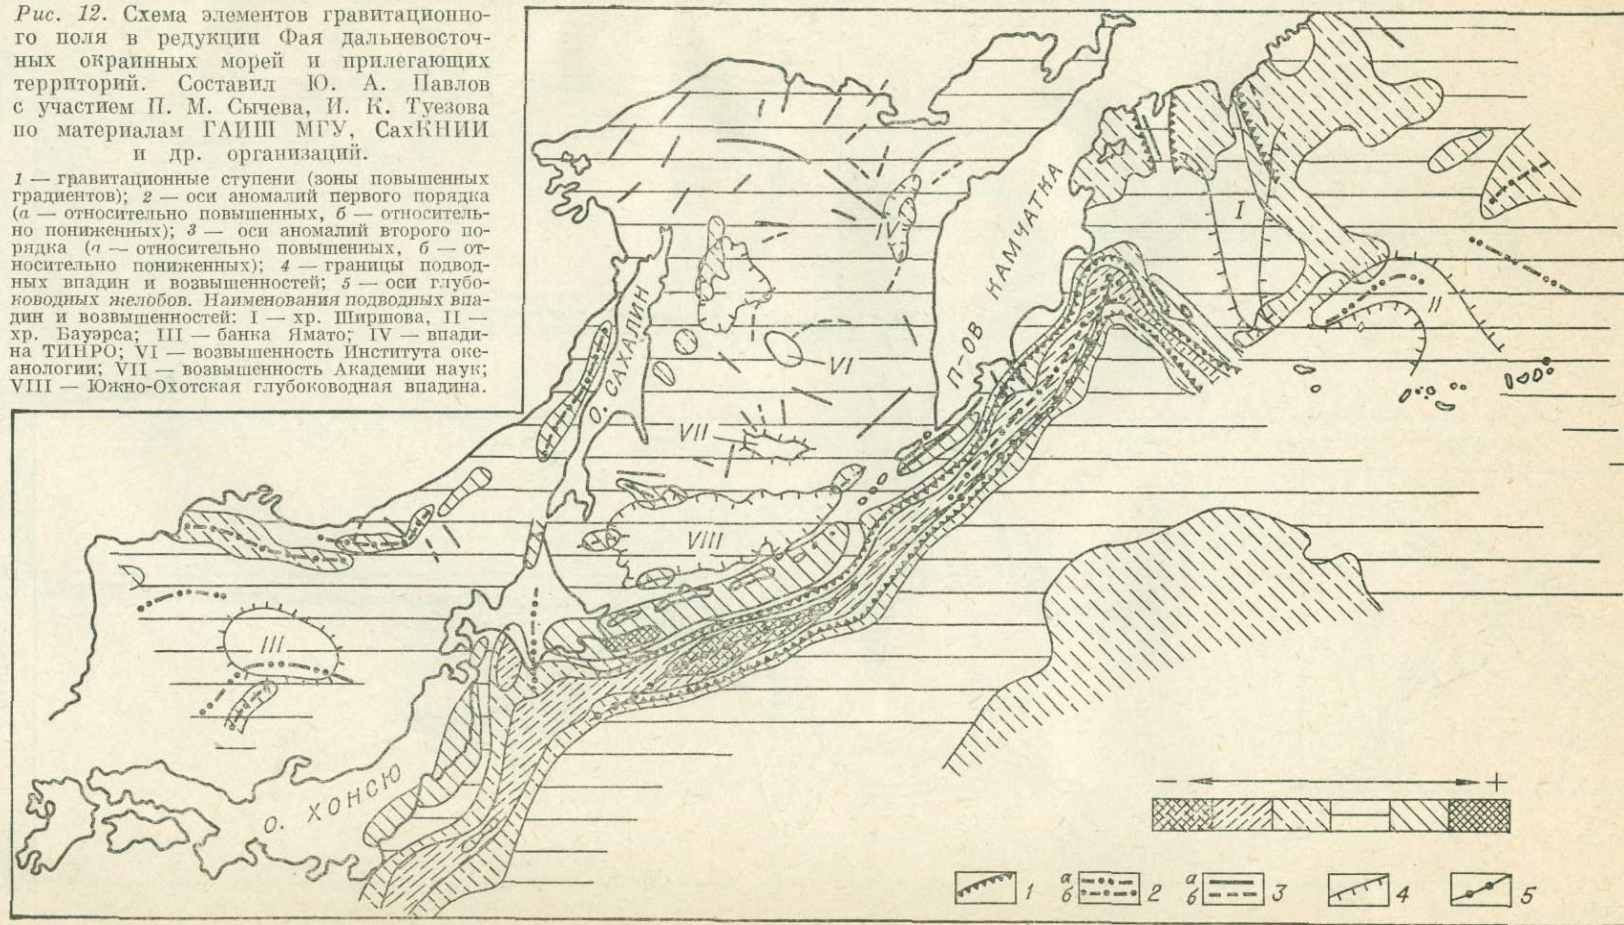 Рис. 12. Схема элементов гравитационно-
го поля в редукции Фая дальневосточ-
ных окраинных морей и прилегающих
территорий. Составил Ю. А. Павлов
с участием П. М. Сычева, И. К. Туезова
по материалам ГАИШ МГУ, СахКНИИ
и др. организаций.
1 — гравитационные ступени (зоны повышенных
градиентов); 2 — оси аномалий первого порядка
(а — относительно повышенных, б — относитель-
но пониженных); 3 — оси аномалий второго по-
рядка (а — относительно повышенных, б — от-
носительно пониженных); 4 — границы подвод-
ных впадин и возвышенностей; 5 — оси глубо-
ководных желобов. Наименования подводных впа-
дин и возвышенностей: I — хр. Ширшова, II —
хр. Бауэрса; III — банка Ямато; IV — впади-
на ТИНРО; VI — возвышенность Института оке-
анологии; VII — возвышенность Академии наук;
VIII — Южно-Охотская глубоководная впадина.
П-ОВ КАМЧАТКА
I
IV
II
О. САХАЛИН
VI
VII
VIII
III
О. ХОНСЮ
- +
1
а
б
2
а
б
3
4
5